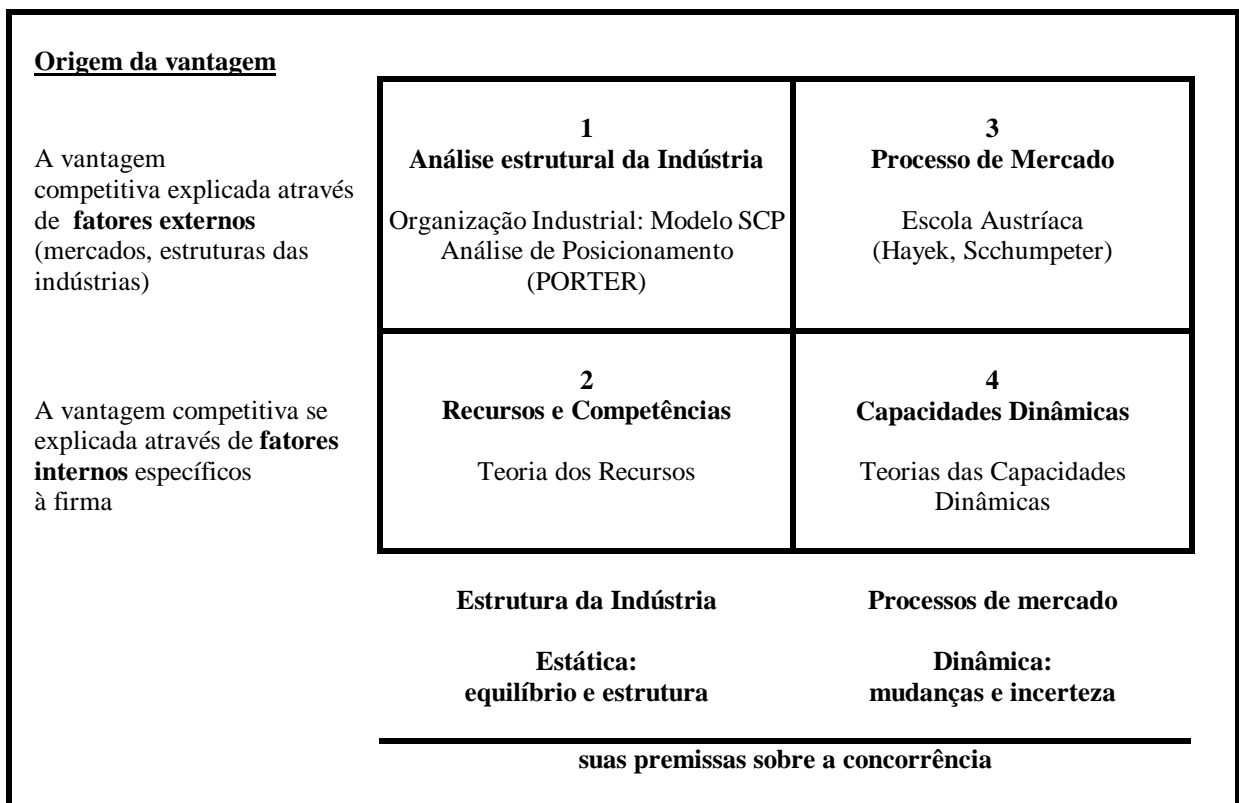 Origem da vantagem
A vantagem
competitiva explicada através
de fatores externos
(mercados, estruturas das
indústrias)
1
Análise estrutural da Indústria
Organização Industrial: Modelo SCP
Análise de Posicionamento
(PORTER)
3
Processo de Mercado
Escola Austríaca
(Hayek, Scchumpeter)
A vantagem competitiva se
explicada através de fatores
internos específicos
à firma
2
Recursos e Competências
Teoria dos Recursos
4
Capacidades Dinâmicas
Teorias das Capacidades
Dinâmicas
Estrutura da Indústria
Estática:
equilíbrio e estrutura
Processos de mercado
Dinâmica:
mudanças e incerteza
suas premissas sobre a concorrência